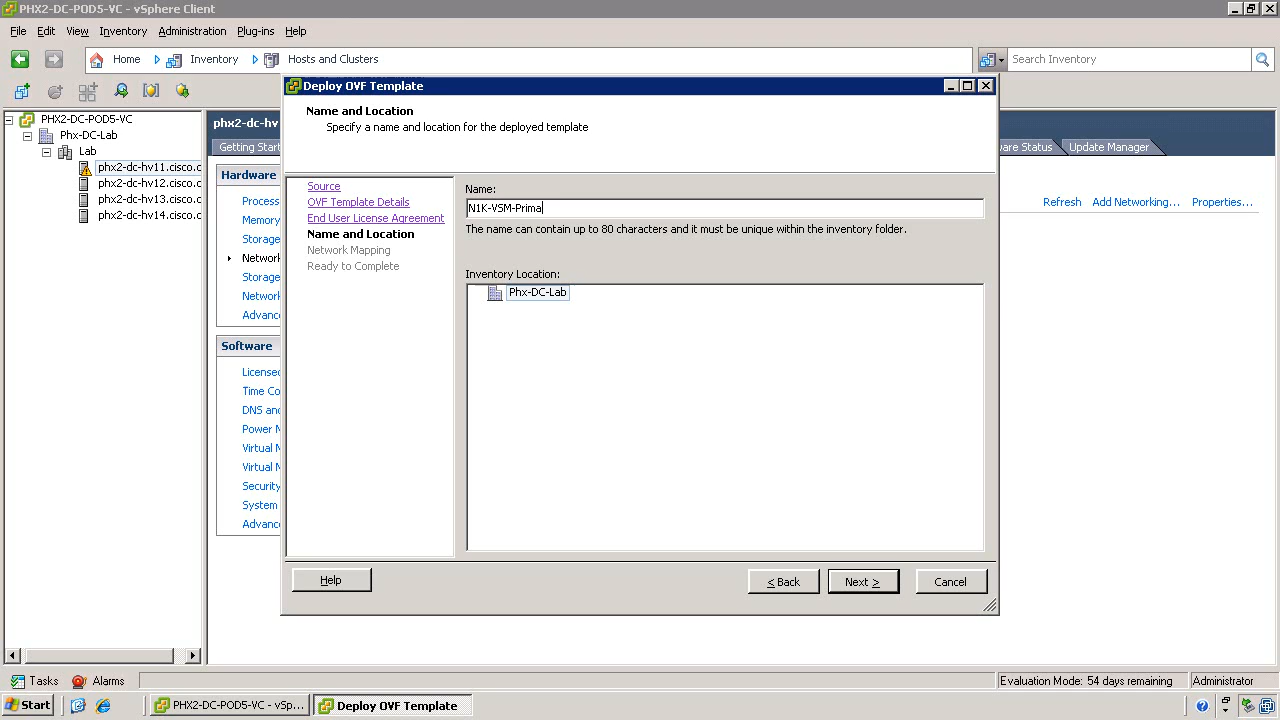 PHX2-DC-POD5-VC - vSphere Client
File Edit View Inventory Administration Plug-ins Help
Home Inventory Hosts and Clusters Search Inventory
Deploy OVF Template
Name and Location
Specify a name and location for the deployed template
PHX2-DC-POD5-VC
Phx-DC-Lab
Lab
phx2-dc-hv11.cisco.c
phx2-dc-hv12.cisco.c
phx2-dc-hv13.cisco.c
phx2-dc-hv14.cisco.c
phx2-dc-hv
Getting Start
ware Status Update Manager
Hardware
Process
Memory
Storage
Network
Storage
Network
Advanc
Software
Licensed
Time Co
DNS and
Power M
Virtual M
Virtual M
Security
System
Advanc
Refresh Add Networking... Properties...
Source
OVF Template Details
End User License Agreement
Name and Location
Network Mapping
Ready to Complete
Name:
N1K-VSM-Prima
The name can contain up to 80 characters and it must be unique within the inventory folder.
Inventory Location:
Phx-DC-Lab
Help < Back Next > Cancel
Tasks Alarms Evaluation Mode: 54 days remaining Administrator
Start PHX2-DC-POD5-VC - vSp... Deploy OVF Template